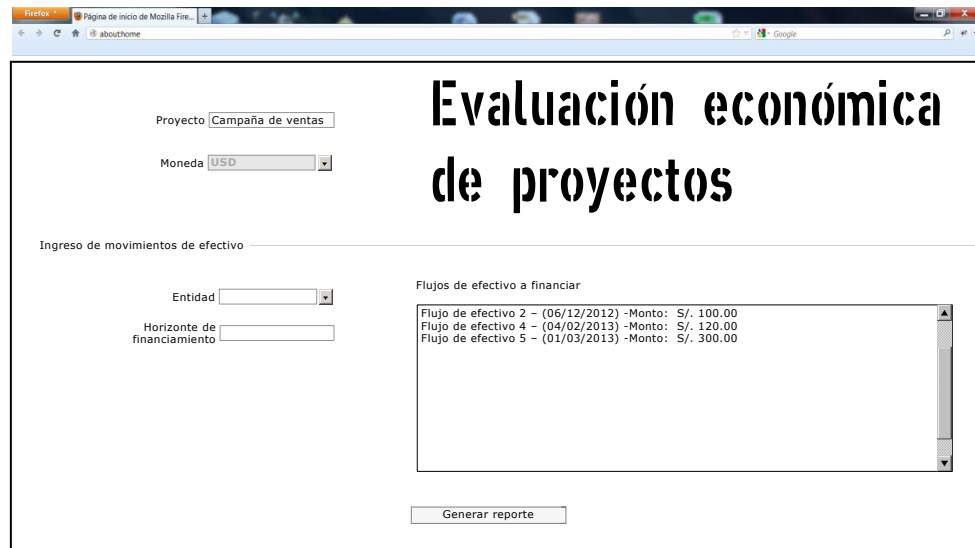 Firefox
Página de inicio de Mozilla Fire...
about:home
Google
Evaluación económica
de proyectos
Proyecto Campaña de ventas
Moneda USD
Ingreso de movimientos de efectivo
Entidad
Horizonte de
financiamiento
Flujos de efectivo a financiar
Flujo de efectivo 2 – (06/12/2012) -Monto: S/. 100.00
Flujo de efectivo 4 – (04/02/2013) -Monto: S/. 120.00
Flujo de efectivo 5 – (01/03/2013) -Monto: S/. 300.00
Generar reporte